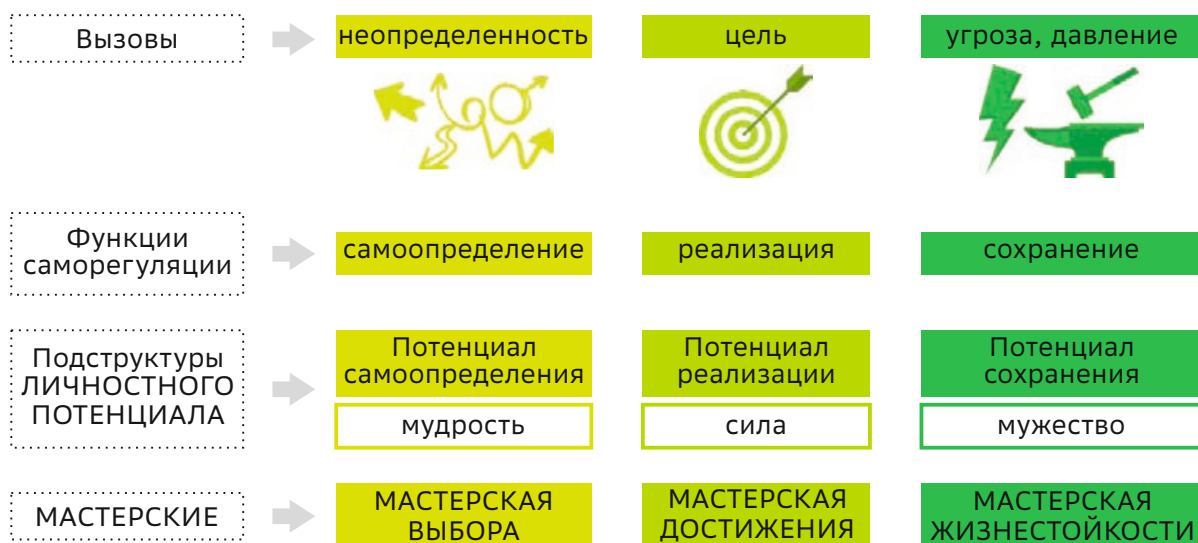 Вызовы
неопределенность
цель
угроза, давление
Функции
саморегуляции
самоопределение
реализация
сохранение
Подструктуры
ЛИЧНОСТНОГО
ПОТЕНЦИАЛА
Потенциал
самоопределения
мудрость
Потенциал
реализации
сила
Потенциал
сохранения
мужество
МАСТЕРСКИЕ
МАСТЕРСКАЯ
ВЫБОРА
МАСТЕРСКАЯ
ДОСТИЖЕНИЯ
МАСТЕРСКАЯ
ЖИЗНЕСТОЙКОСТИ